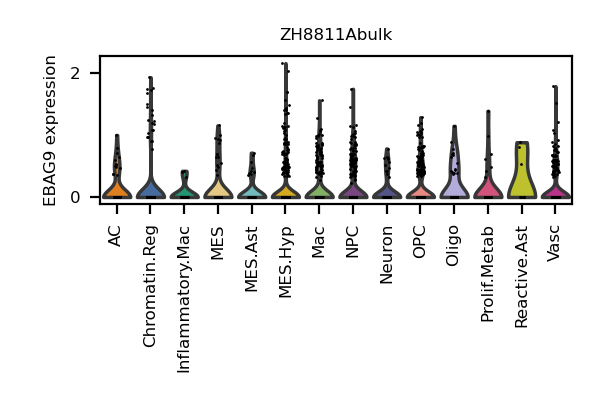 ZH8811Abulk
EBAG9 expression
2
0
AC
Chromatin.Reg
Inflammatory.Mac
MES
MES.Ast
MES.Hyp
Mac
NPC
Neuron
OPC
Oligo
Prolif.Metab
Reactive.Ast
Vasc